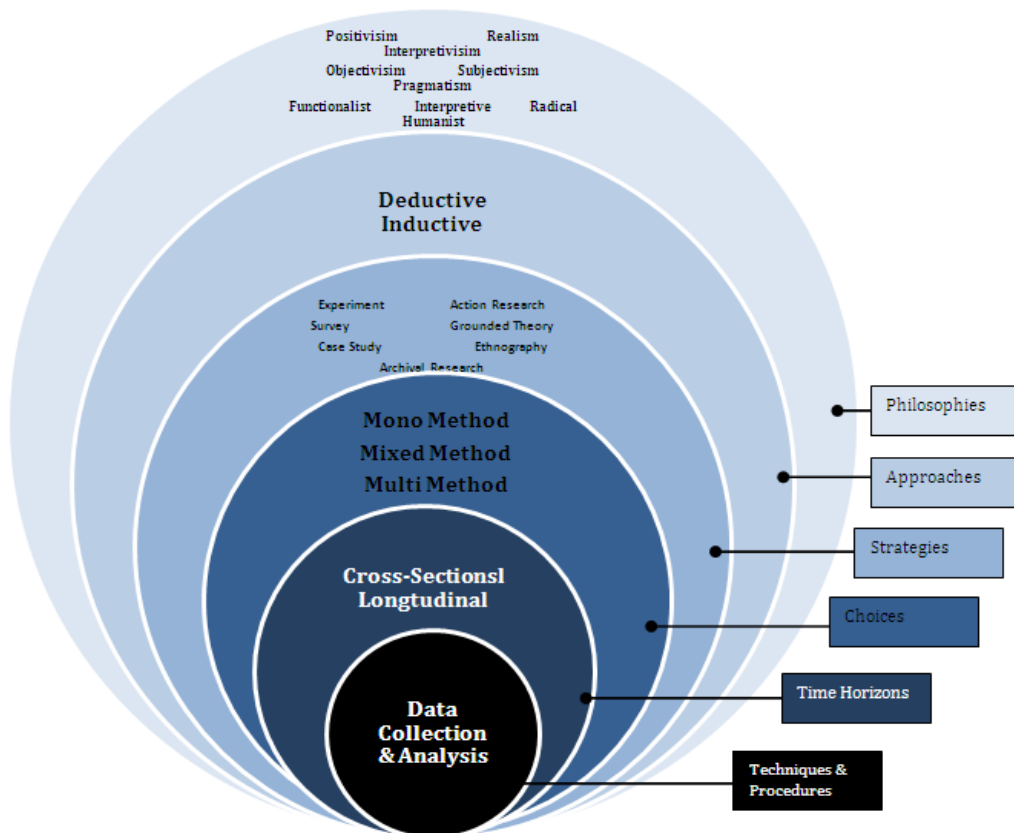 Positivisim Realism
Interpretivisim
Objectivisim Subjectivism
Pragmatism
Functionalist Interpretive Radical
Humanist
Deductive
Inductive
Experiment Action Research
Survey Grounded Theory
Case Study Ethnography
Archival Research
Mono Method
Mixed Method
Multi Method
Cross-Sectionsl
Longtudinal
Data
Collection
& Analysis
Philosophies
Approaches
Strategies
Choices
Time Horizons
Techniques &
Procedures